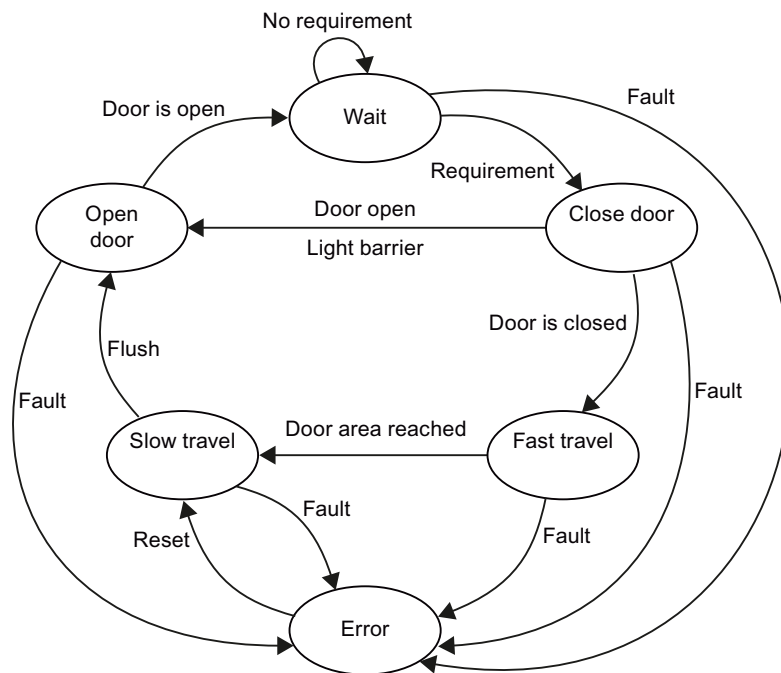 No requirement
Wait
Fault
Door is open
Requirement
Open
door
Door open
Light barrier
Close door
Door is closed
Flush
Fault
Fault
Slow travel
Door area reached
Fast travel
Fault
Fault
Reset
Error